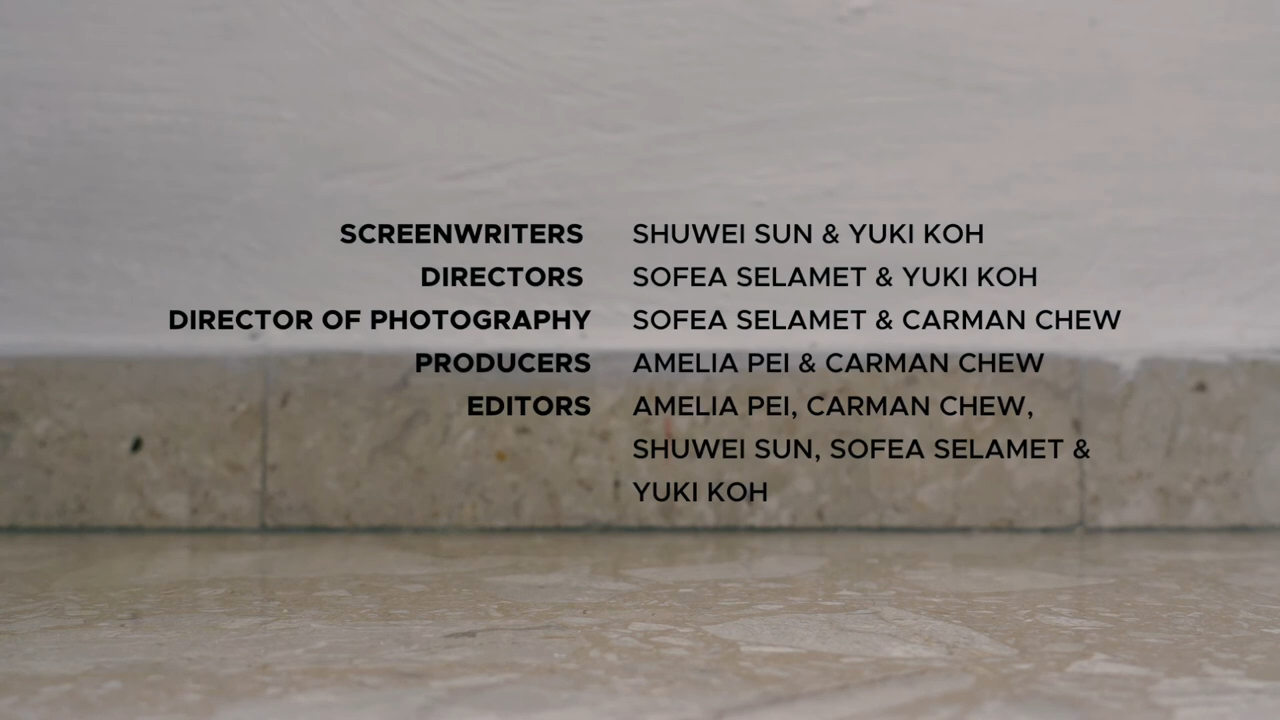 SCREENWRITERS SHUWEI SUN & YUKI KOH
DIRECTORS SOFEA SELAMET & YUKI KOH
DIRECTOR OF PHOTOGRAPHY SOFEA SELAMET & CARMAN CHEW
PRODUCERS AMELIA PEI & CARMAN CHEW
EDITORS AMELIA PEI, CARMAN CHEW,
SHUWEI SUN, SOFEA SELAMET &
YUKI KOH